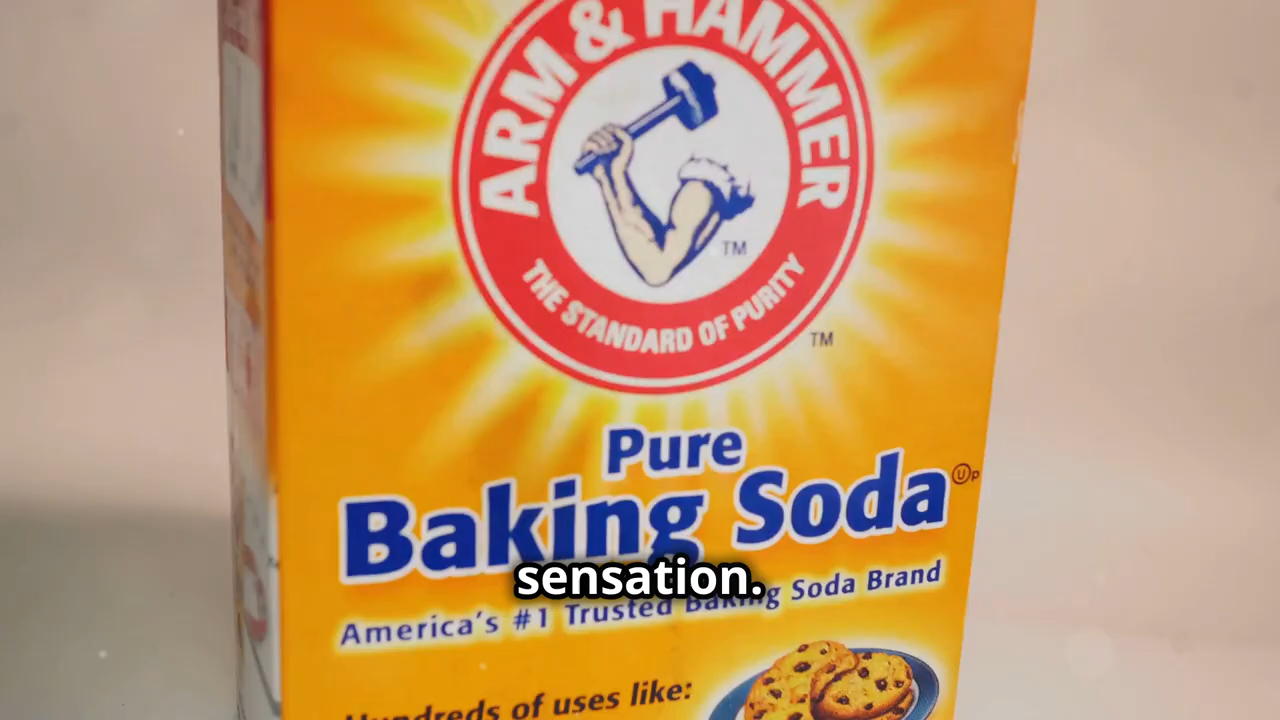 ARM & HAMMER
THE STANDARD OF PURITY
TM
TM
Pure
Baking Soda
Up
sensation.
America's #1 Trusted Baking Soda Brand
Hundreds of uses like: